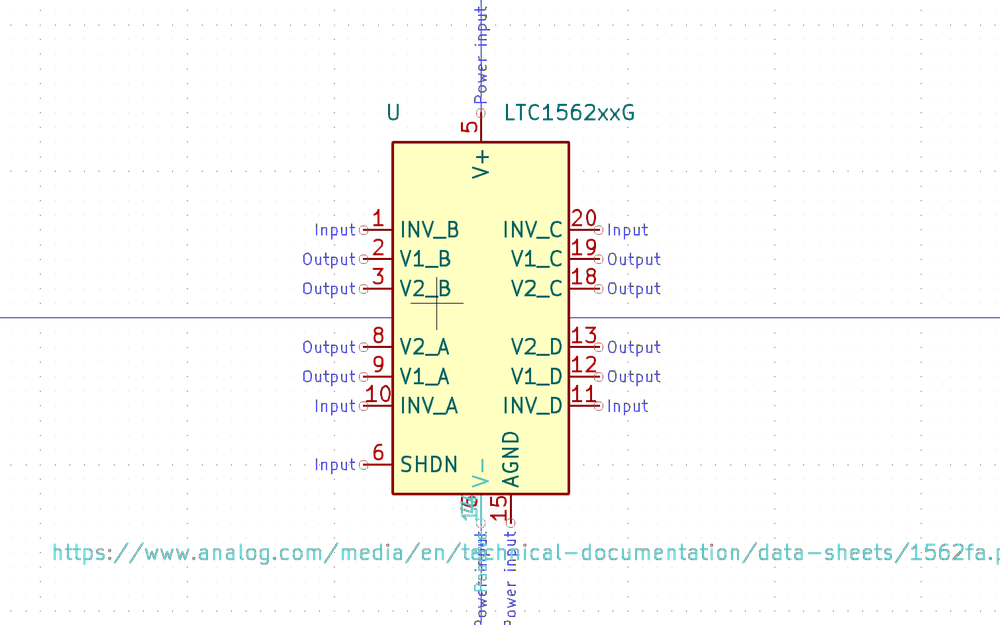 Power input
U LTC1562xxG
5
V+
Input 1 INV_B INV_C 20 Input
Output 2 V1_B V1_C 19 Output
Output 3 V2_B V2_C 18 Output
Output 8 V2_A V2_D 13 Output
Output 9 V1_A V1_D 12 Output
Input 10 INV_A INV_D 11 Input
Input 6 SHDN V- AGND
15
https://www.analog.com/media/en/technical-documentation/data-sheets/1562fa.p
Power input Power input